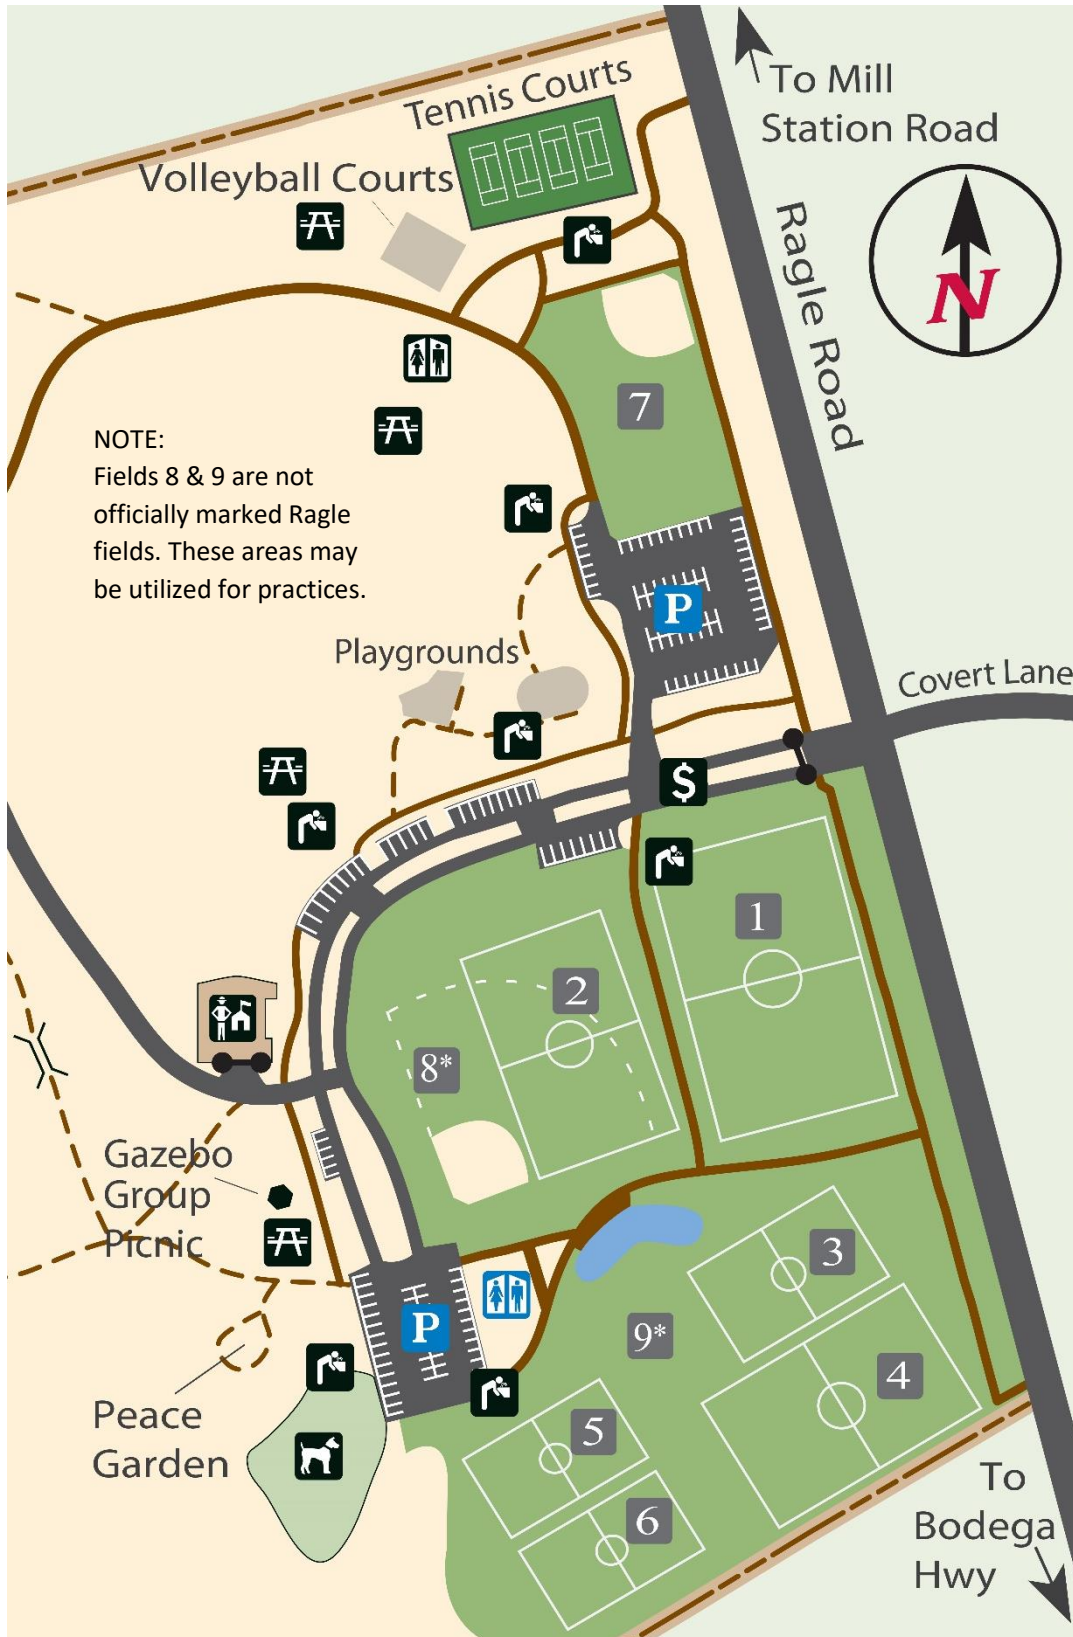 To Mill
Station Road
Tennis Courts
Volleyball Courts
Ragle Road
N
7
NOTE:
Fields 8 & 9 are not
officially marked Ragle
fields. These areas may
be utilized for practices.
P
Playgrounds
Covert Lane
$
1
2
8*
Gazebo
Group
Picnic
3
P
9*
4
Peace
Garden
5
6
To
Bodega
Hwy